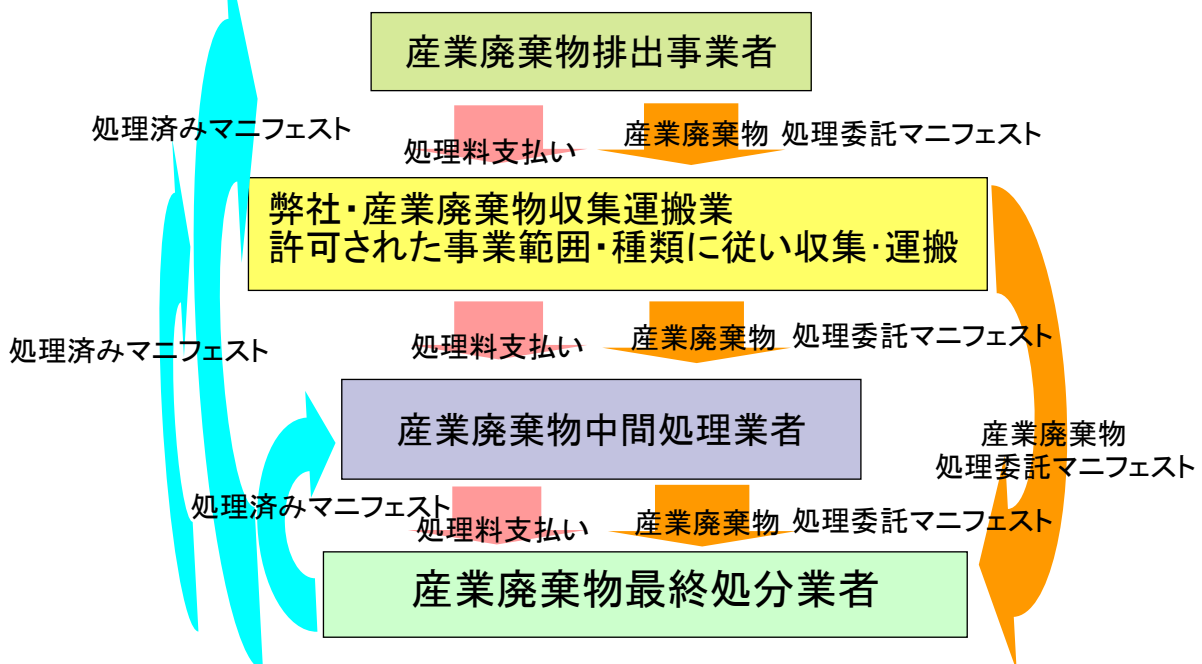 産業廃棄物排出事業者
処理済みマニフェスト
処理料支払い
産業廃棄物
処理委託マニフェスト
弊社・産業廃棄物収集運搬業
許可された事業範囲・種類に従い収集・運搬
処理済みマニフェスト
処理料支払い
産業廃棄物
処理委託マニフェスト
産業廃棄物中間処理業者
産業廃棄物
処理委託マニフェスト
処理済みマニフェスト
処理料支払い
産業廃棄物
処理委託マニフェスト
産業廃棄物最終処分業者